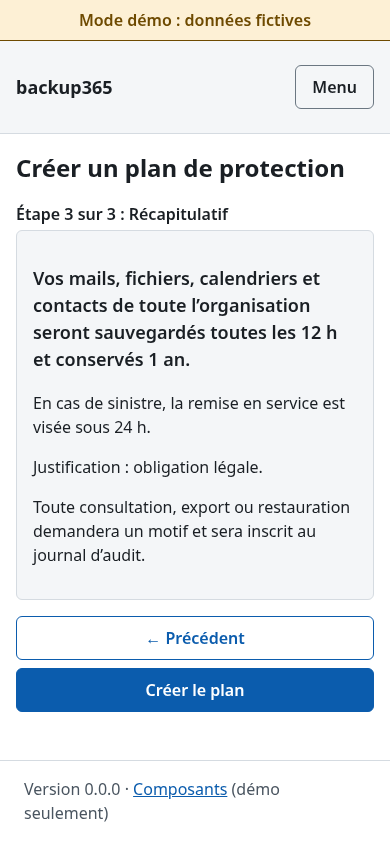 Mode démo : données fictives
backup365
Menu
Créer un plan de protection
Étape 3 sur 3 : Récapitulatif
Vos mails, fichiers, calendriers et
contacts de toute l’organisation
seront sauvegardés toutes les 12 h
et conservés 1 an.
En cas de sinistre, la remise en service est
visée sous 24 h.
Justification : obligation légale.
Toute consultation, export ou restauration
demandera un motif et sera inscrit au
journal d’audit.
← Précédent
Créer le plan
Version 0.0.0 · Composants (démo
seulement)